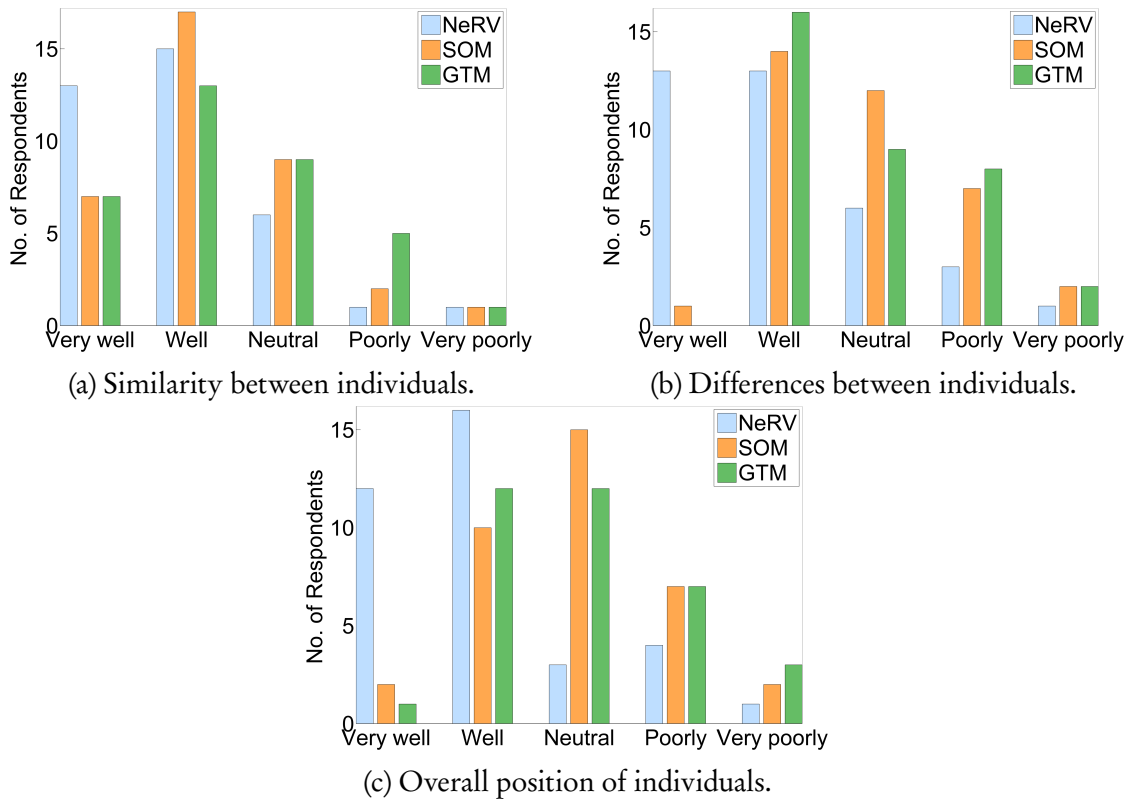 NeRV
SOM
GTM
15
10
5
0
No. of Respondents
Very well Well Neutral Poorly Very poorly
(a) Similarity between individuals.
NeRV
SOM
GTM
15
10
5
0
No. of Respondents
Very well Well Neutral Poorly Very poorly
(b) Differences between individuals.
NeRV
SOM
GTM
15
10
5
0
No. of Respondents
Very well Well Neutral Poorly Very poorly
(c) Overall position of individuals.